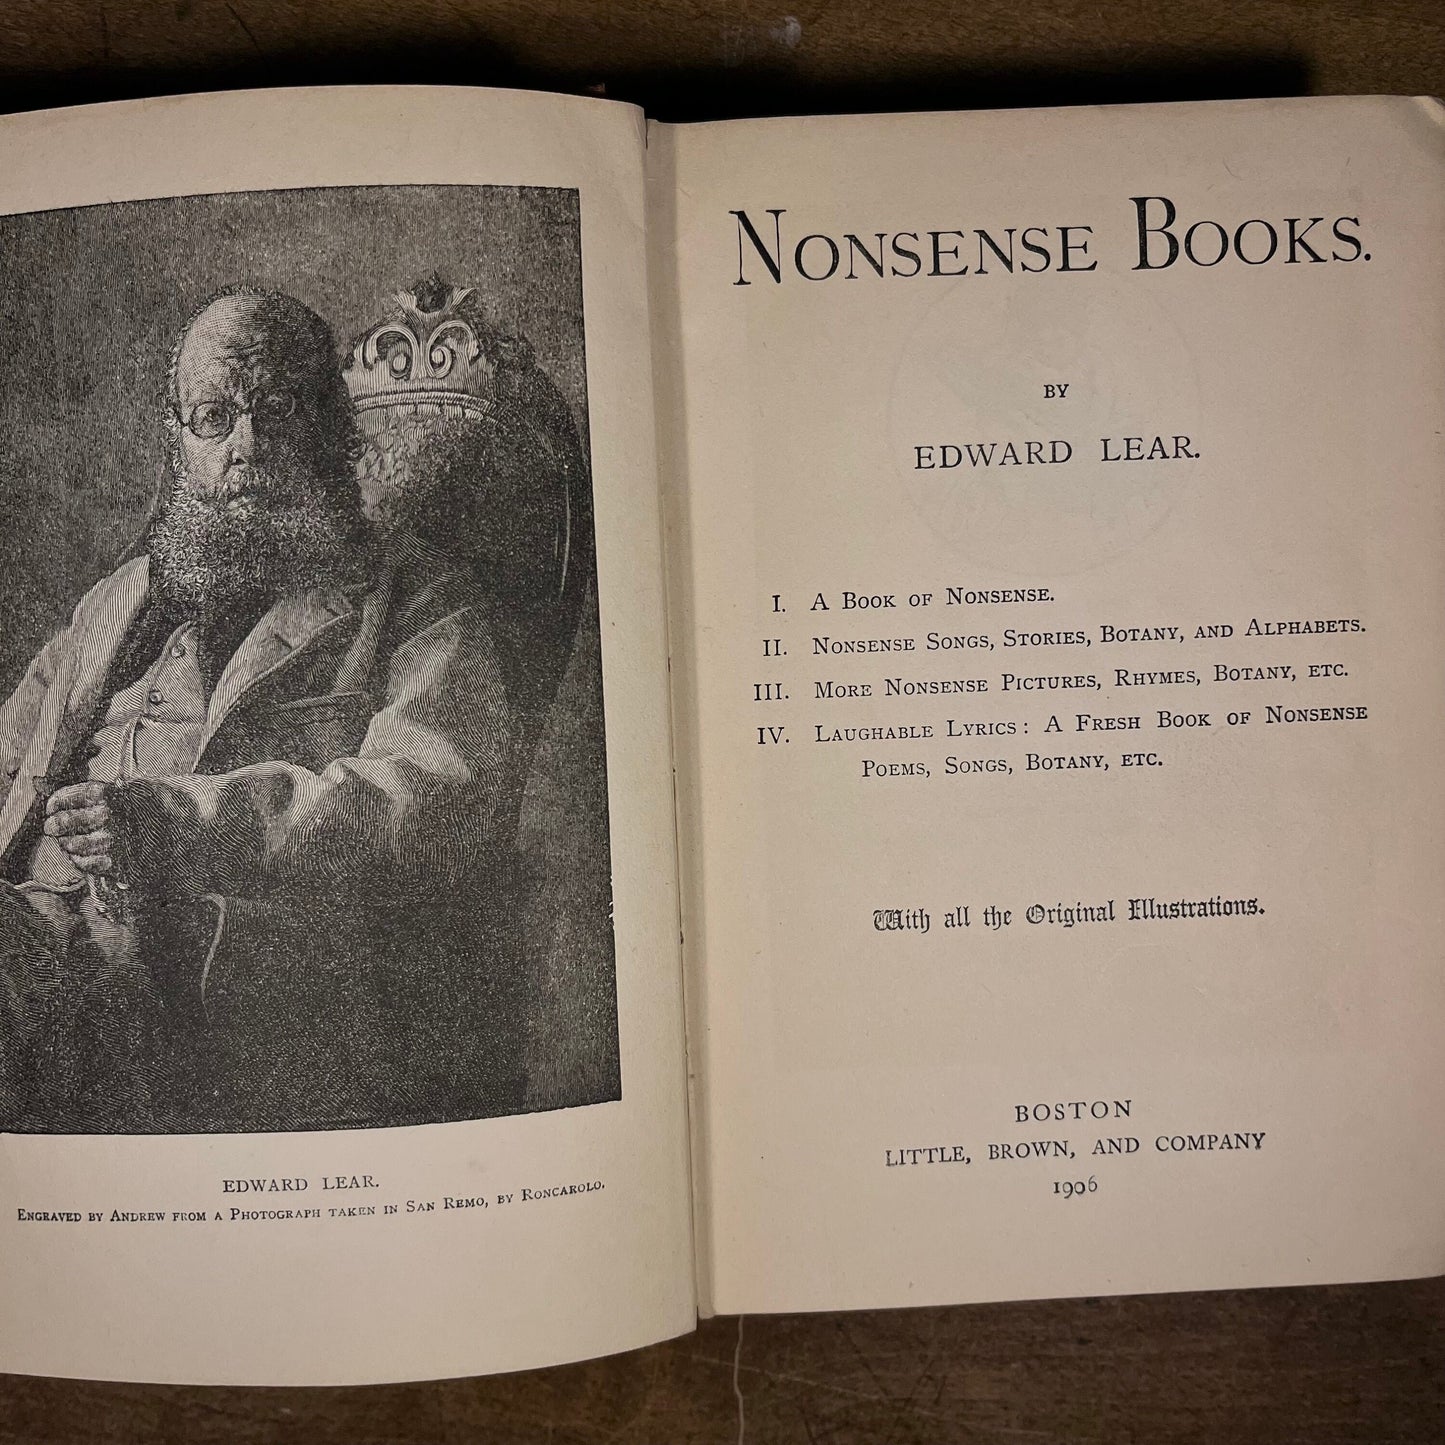 EDWARD LEAR.
ENGRAVED BY ANDREW FROM A PHOTOGRAPH TAKEN IN SAN REMO, BY RONCAROLO.
NONSENSE BOOKS.
BY
EDWARD LEAR.
I. A BOOK OF NONSENSE.
II. NONSENSE SONGS, STORIES, BOTANY, AND ALPHABETS.
III. MORE NONSENSE PICTURES, RHYMES, BOTANY, ETC.
IV. LAUGHABLE LYRICS: A FRESH BOOK OF NONSENSE
POEMS, SONGS, BOTANY, ETC.
With all the Original Illustrations.
BOSTON
LITTLE, BROWN, AND COMPANY
1906